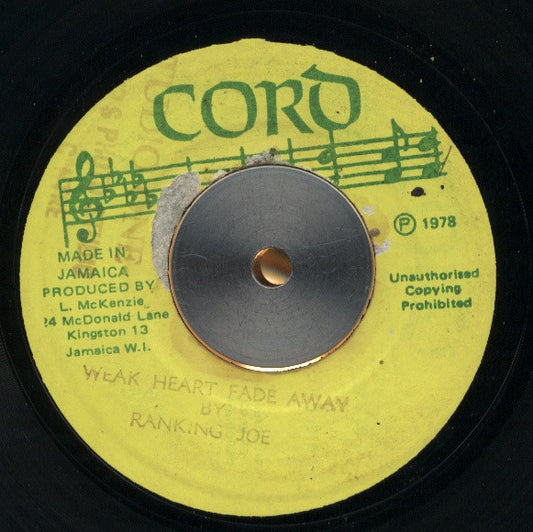 CORD
MADE IN
JAMAICA
PRODUCED BY
L. McKenzie
24 McDonald Lane
Kingston 13
Jamaica W.I.
℗ 1978
Unauthorised
Copying
Prohibited
WEAK HEART FADE AWAY
BY
RANKING JOE